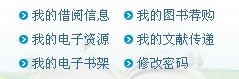 我的借阅信息 我的图书荐购
我的电子资源 我的文献传递
我的电子书架 修改密码